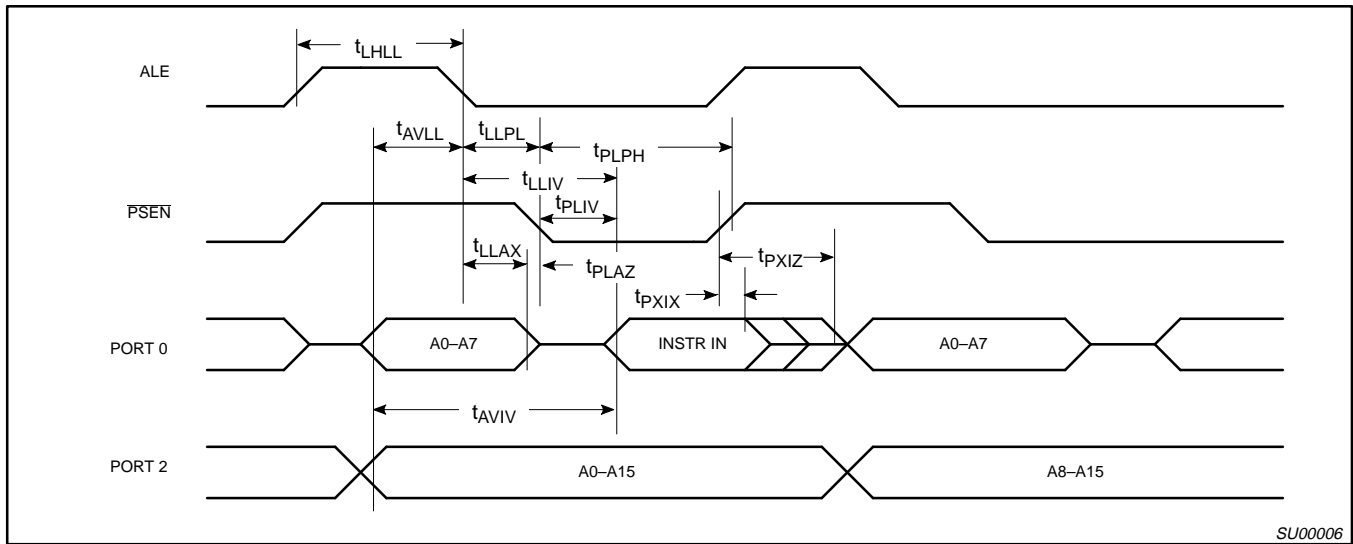 tLHLL
ALE
tAVLL
tLLPL
tPLPH
tLLIV
PSEN
tPLIV
tLLAX
tPLAZ
tPXIZ
tPXIX
PORT 0
A0–A7
INSTR IN
A0–A7
tAVIV
PORT 2
A0–A15
A8–A15
SU00006